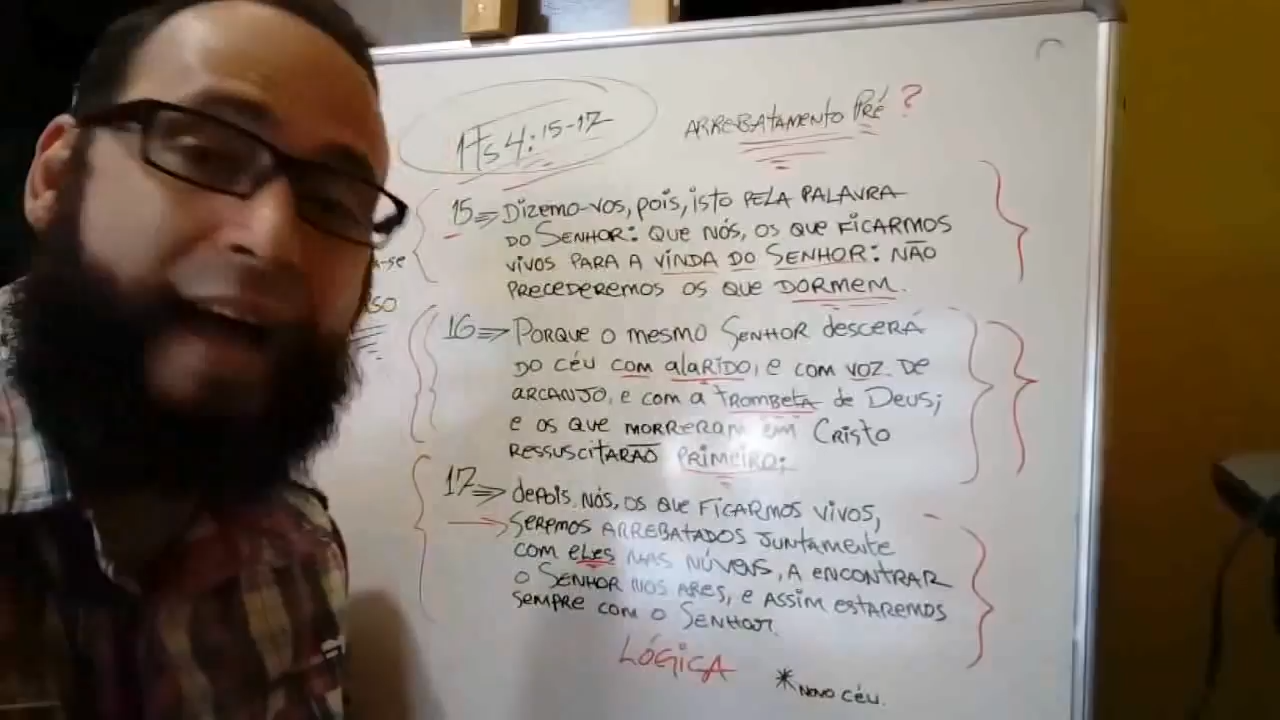 1Ts 4:15-17
ARREBATAMENTO PRÉ?
15 => DIZEMO-VOS, POIS, ISTO PELA PALAVRA
DO SENHOR: QUE NÓS, OS QUE FICARMOS
VIVOS PARA A VINDA DO SENHOR: NÃO
PRECEDEREMOS OS QUE DORMEM.
16 => PORQUE O MESMO SENHOR DESCERÁ
DO CÉU COM ALARIDO, E COM VOZ DE
ARCANJO, E COM A TROMBETA DE DEUS;
E OS QUE MORRERAM EM CRISTO
RESSUSCITARÃO PRIMEIRO;
17 => DEPOIS, NÓS, OS QUE FICARMOS VIVOS,
SEREMOS ARREBATADOS JUNTAMENTE
COM ELES NAS NÚVENS, A ENCONTRAR
O SENHOR NOS ARES, E ASSIM ESTAREMOS
SEMPRE COM O SENHOR.
LÓGICA
*NOVO CÉU.